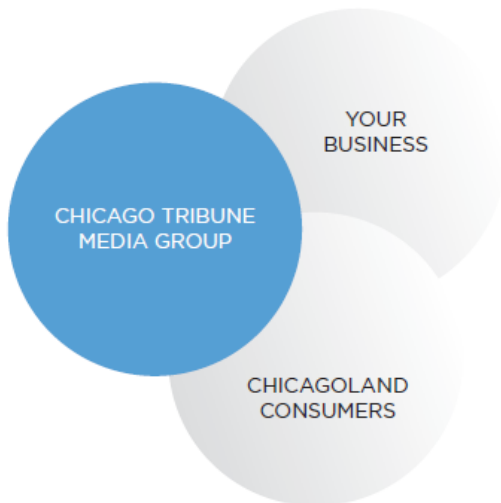 YOUR
BUSINESS
CHICAGO TRIBUNE
MEDIA GROUP
CHICAGOLAND
CONSUMERS